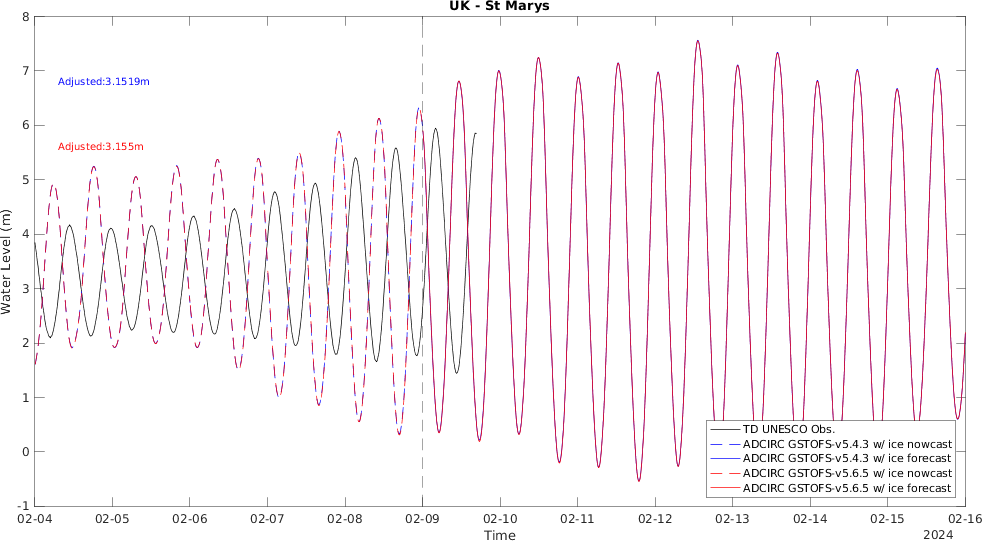 UK - St Marys
8
7
6
5
4
3
2
1
0
-1
Water Level (m)
Adjusted:3.1519m
Adjusted:3.155m
TD UNESCO Obs.
ADCIRC GSTOFS-v5.4.3 w/ ice nowcast
ADCIRC GSTOFS-v5.4.3 w/ ice forecast
ADCIRC GSTOFS-v5.6.5 w/ ice nowcast
ADCIRC GSTOFS-v5.6.5 w/ ice forecast
02-04 02-05 02-06 02-07 02-08 02-09 02-10 02-11 02-12 02-13 02-14 02-15 02-16
Time
2024